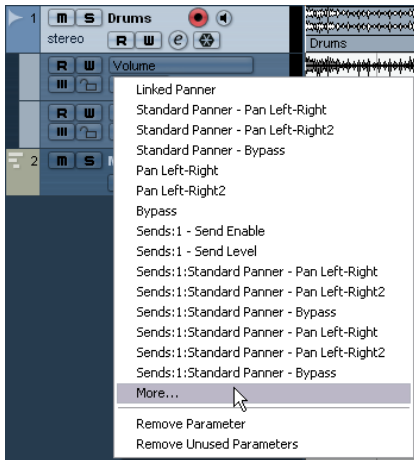 1 M S Drums
stereo R W e
Drums
R W Volume
R W
2 M S M
Linked Panner
Standard Panner - Pan Left-Right
Standard Panner - Pan Left-Right2
Standard Panner - Bypass
Pan Left-Right
Pan Left-Right2
Bypass
Sends:1 - Send Enable
Sends:1 - Send Level
Sends:1:Standard Panner - Pan Left-Right
Sends:1:Standard Panner - Pan Left-Right2
Sends:1:Standard Panner - Bypass
Sends:1:Standard Panner - Pan Left-Right
Sends:1:Standard Panner - Pan Left-Right2
Sends:1:Standard Panner - Bypass
More...
Remove Parameter
Remove Unused Parameters